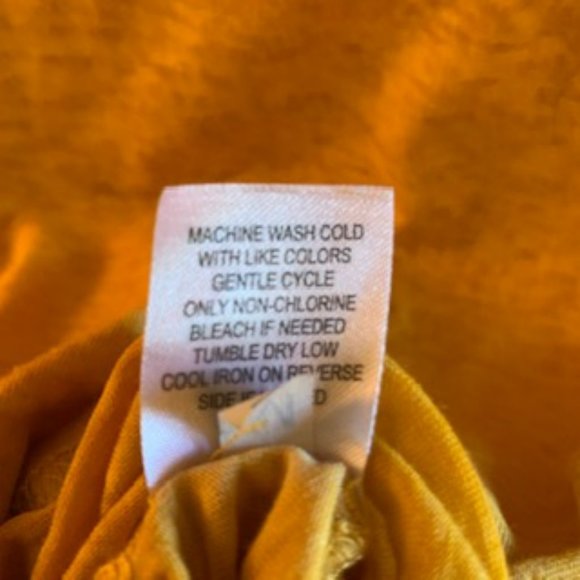 MACHINE WASH COLD
WITH LIKE COLORS
GENTLE CYCLE
ONLY NON-CHLORINE
BLEACH IF NEEDED
TUMBLE DRY LOW
COOL IRON ON REVERSE
SIDE